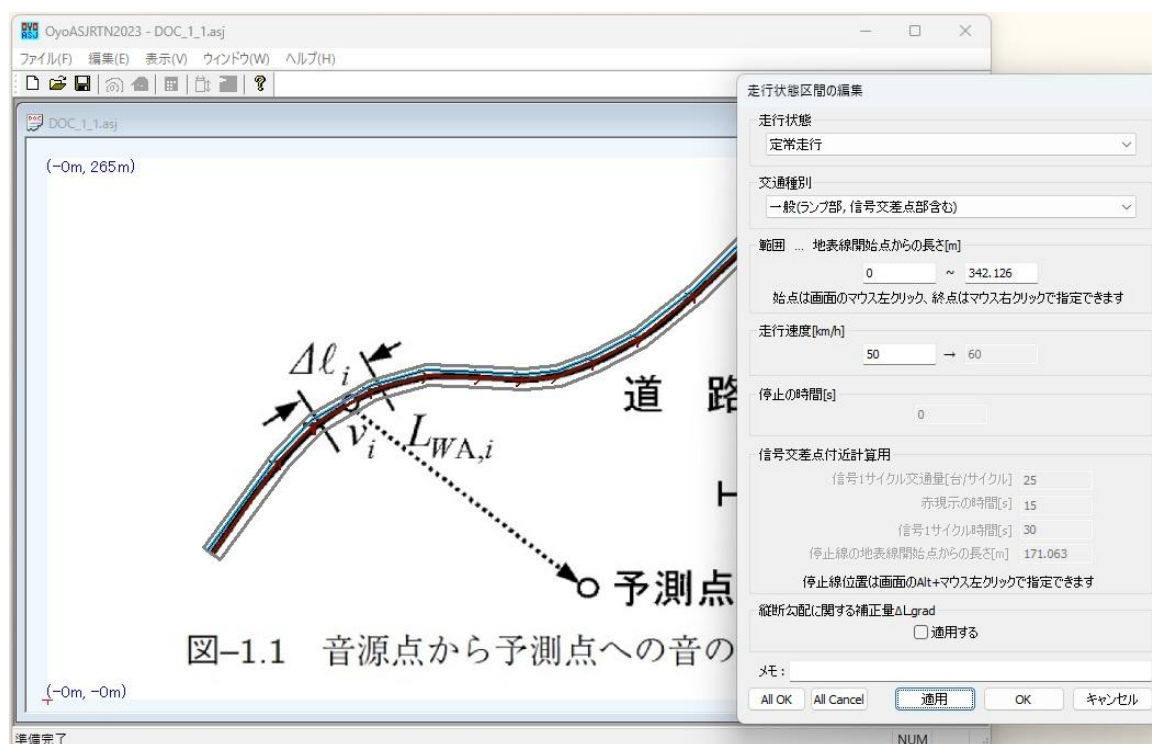 OYO
ASJ
OyoASJRTN2023 - DOC_1_1.asj
ファイル(F) 編集(E) 表示(V) ウィンドウ(W) ヘルプ(H)
DOC_1_1.asj
(-0m, 265m)
Δℓi
νi
LWA,i
道 路
予測点
図-1.1 音源点から予測点への音の
(-0m, -0m)
準備完了
NUM
走行状態区間の編集
走行状態
定常走行
交通種別
一般(ランプ部, 信号交差点部含む)
範囲 ... 地表線開始点からの長さ[m]
0 ~ 342.126
始点は画面のマウス左クリック、終点はマウス右クリックで指定できます
走行速度[km/h]
50 → 60
停止の時間[s]
0
信号交差点付近計算用
信号1サイクル交通量[台/サイクル] 25
赤現示の時間[s] 15
信号1サイクル時間[s] 30
停止線の地表線開始点からの長さ[m] 171.063
停止線位置は画面のAlt+マウス左クリックで指定できます
縦断勾配に関する補正量ΔLgrad
適用する
メモ:
All OK All Cancel 適用 OK キャンセル